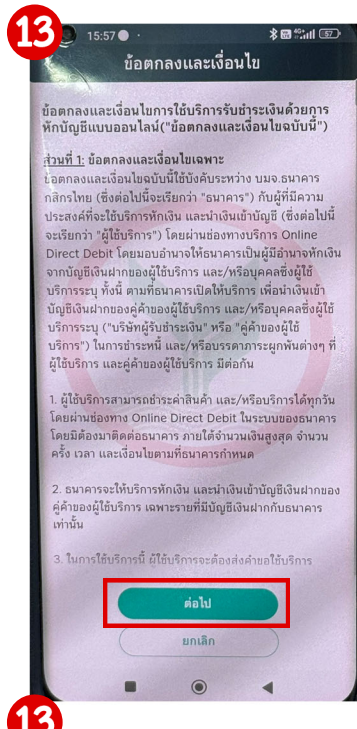 13
15:57
57
ข้อตกลงและเงื่อนไข
ข้อตกลงและเงื่อนไขการใช้บริการรับชำระเงินด้วยการ
หักบัญชีแบบออนไลน์("ข้อตกลงและเงื่อนไขฉบับนี้")
ส่วนที่ 1: ข้อตกลงและเงื่อนไขเฉพาะ
ข้อตกลงและเงื่อนไขฉบับนี้ใช้บังคับระหว่าง บมจ.ธนาคาร
กสิกรไทย (ซึ่งต่อไปนี้จะเรียกว่า "ธนาคาร") กับผู้ที่มีความ
ประสงค์ที่จะใช้บริการหักเงิน และนำเงินเข้าบัญชี (ซึ่งต่อไปนี้
จะเรียกว่า "ผู้ใช้บริการ") โดยผ่านช่องทางบริการ Online
Direct Debit โดยมอบอำนาจให้ธนาคารเป็นผู้มีอำนาจหักเงิน
จากบัญชีเงินฝากของผู้ใช้บริการ และ/หรือบุคคลซึ่งผู้ใช้
บริการระบุ ทั้งนี้ ตามที่ธนาคารเปิดให้บริการ เพื่อนำเงินเข้า
บัญชีเงินฝากของคู่ค้าของผู้ใช้บริการ และ/หรือบุคคลซึ่งผู้ใช้
บริการระบุ ("บริษัทผู้รับชำระเงิน" หรือ "คู่ค้าของผู้ใช้
บริการ") ในการชำระหนี้ และ/หรือบรรดาภาระผูกพันต่างๆ ที่
ผู้ใช้บริการ และคู่ค้าของผู้ใช้บริการ มีต่อกัน
1. ผู้ใช้บริการสามารถชำระค่าสินค้า และ/หรือบริการได้ทุกวัน
โดยผ่านช่องทาง Online Direct Debit ในระบบของธนาคาร
โดยมิต้องมาติดต่อธนาคาร ภายใต้จำนวนเงินสูงสุด จำนวน
ครั้ง เวลา และเงื่อนไขตามที่ธนาคารกำหนด
2. ธนาคารจะให้บริการหักเงิน และนำเงินเข้าบัญชีเงินฝากของ
คู่ค้าของผู้ใช้บริการ เฉพาะรายที่มีบัญชีเงินฝากกับธนาคาร
เท่านั้น
3. ในการใช้บริการนี้ ผู้ใช้บริการจะต้องส่งคำขอใช้บริการ
ต่อไป
ยกเลิก
13